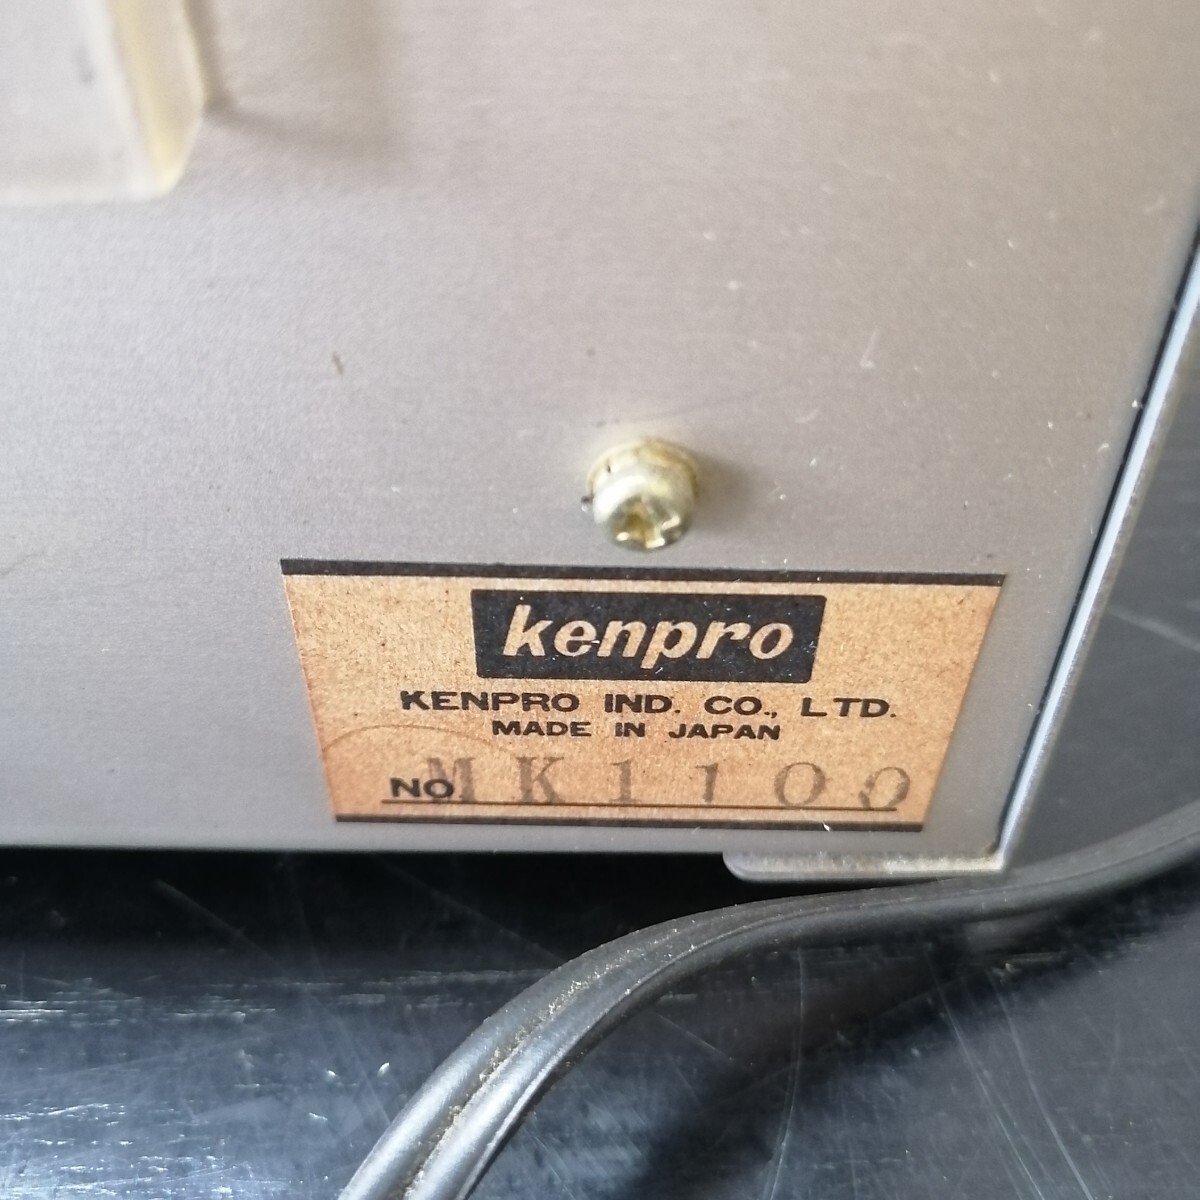 kenpro
KENPRO IND. CO., LTD.
MADE IN JAPAN
NO. MK1100